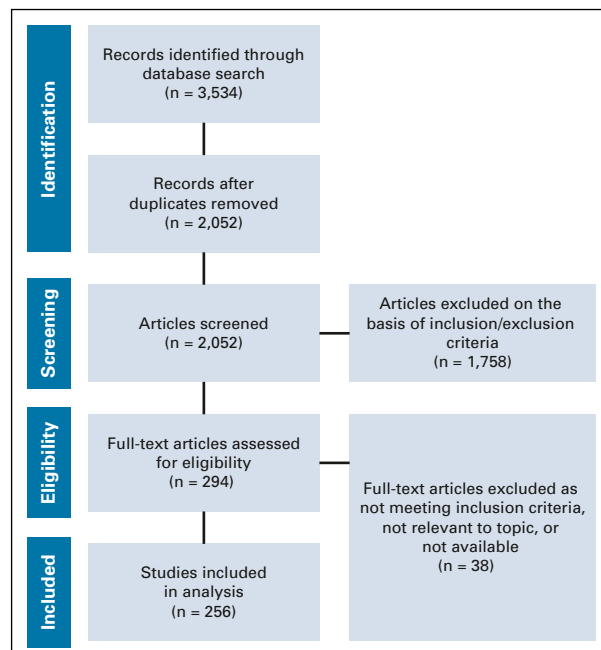 Identification
Records identified through
database search
(n = 3,534)
Records after
duplicates removed
(n = 2,052)
Screening
Articles screened
(n = 2,052)
Articles excluded on the
basis of inclusion/exclusion
criteria
(n = 1,758)
Eligibility
Full-text articles assessed
for eligibility
(n = 294)
Full-text articles excluded as
not meeting inclusion criteria,
not relevant to topic, or
not available
(n = 38)
Included
Studies included
in analysis
(n = 256)